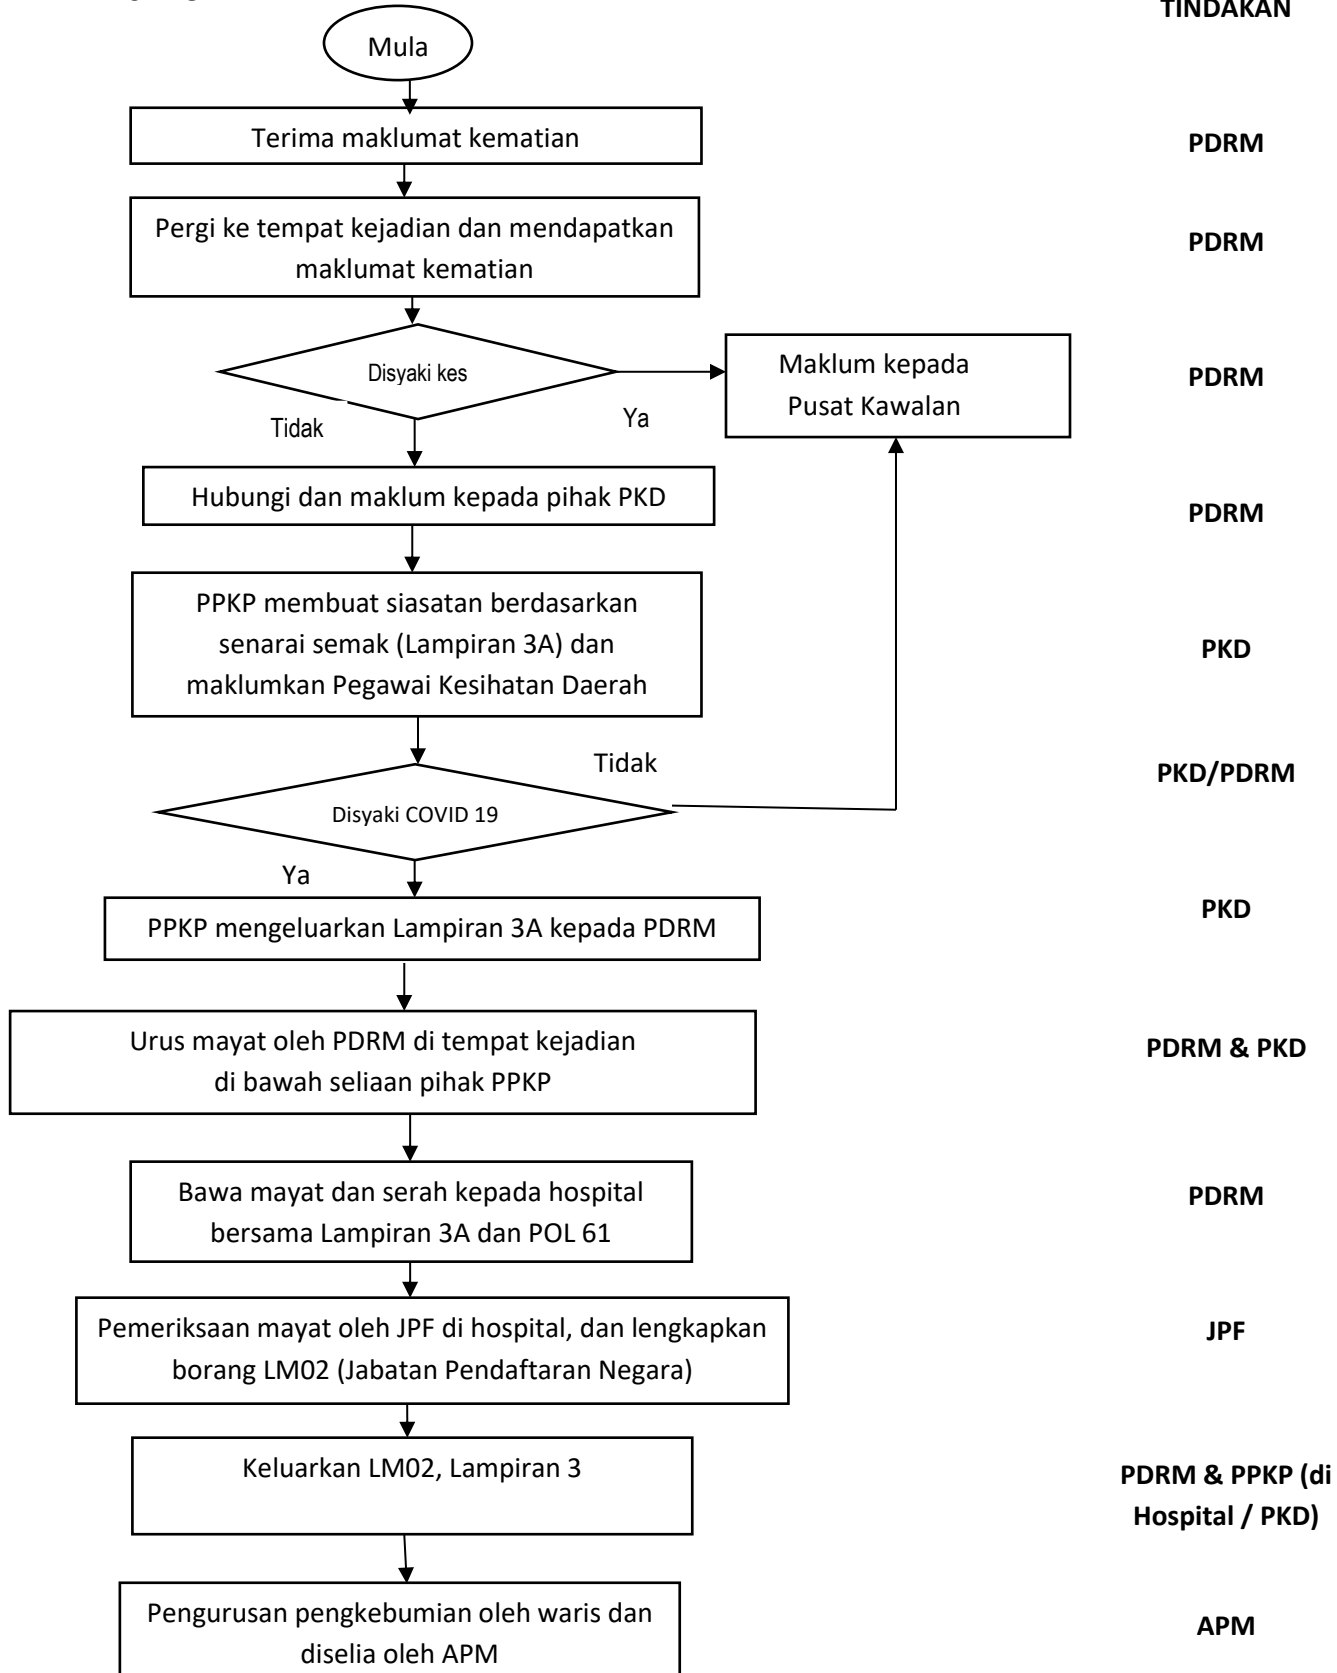 TINDAKAN
Mula
Terima maklumat kematian
PDRM
Pergi ke tempat kejadian dan mendapatkan
maklumat kematian
PDRM
Disyaki kes
Maklum kepada
Pusat Kawalan
PDRM
Tidak
Ya
Hubungi dan maklum kepada pihak PKD
PDRM
PPKP membuat siasatan berdasarkan
senarai semak (Lampiran 3A) dan
maklumkan Pegawai Kesihatan Daerah
PKD
Tidak
PKD/PDRM
Disyaki COVID 19
Ya
PPKP mengeluarkan Lampiran 3A kepada PDRM
PKD
Urus mayat oleh PDRM di tempat kejadian
di bawah seliaan pihak PPKP
PDRM & PKD
Bawa mayat dan serah kepada hospital
bersama Lampiran 3A dan POL 61
PDRM
Pemeriksaan mayat oleh JPF di hospital, dan lengkapkan
borang LM02 (Jabatan Pendaftaran Negara)
JPF
Keluarkan LM02, Lampiran 3
PDRM & PPKP (di
Hospital / PKD)
Pengurusan pengkebumian oleh waris dan
diselia oleh APM
APM